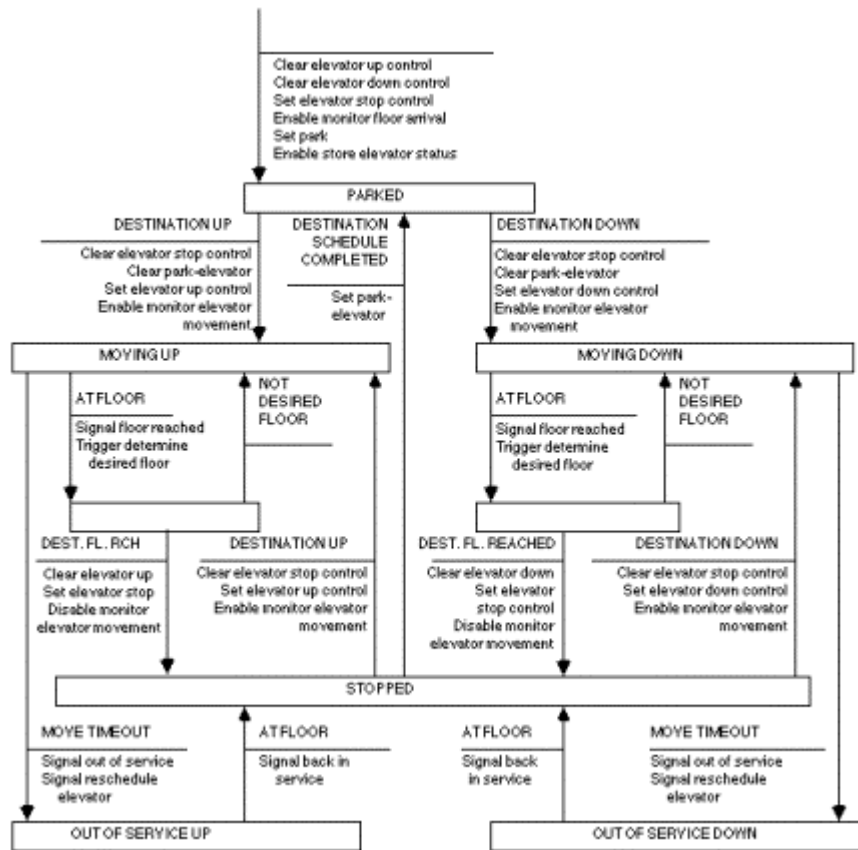 Clear elevator up control
Clear elevator down control
Set elevator stop control
Enable monitor floor arrival
Set park
Enable store elevator status
PARKED
DESTINATION UP
Clear elevator stop control
Clear park-elevator
Set elevator up control
Enable monitor elevator
movement
DESTINATION
SCHEDULE
COMPLETED
Set park-
elevator
DESTINATION DOWN
Clear elevator stop control
Clear park-elevator
Set elevator down control
Enable monitor elevator
movement
MOVING UP
MOVING DOWN
AT FLOOR
Signal floor reached
Trigger determine
desired floor
NOT
DESIRED
FLOOR
AT FLOOR
Signal floor reached
Trigger determine
desired floor
NOT
DESIRED
FLOOR
DEST. FL. RCH
Clear elevator up
Set elevator stop
Disable monitor
elevator movement
DESTINATION UP
Clear elevator stop control
Set elevator up control
Enable monitor elevator
movement
DEST. FL. REACHED
Clear elevator down
Set elevator
stop control
Disable monitor
elevator movement
DESTINATION DOWN
Clear elevator stop control
Set elevator down control
Enable monitor elevator
movement
STOPPED
MOVE TIMEOUT
Signal out of service
Signal reschedule
elevator
AT FLOOR
Signal back in
service
AT FLOOR
Signal back
in service
MOVE TIMEOUT
Signal out of service
Signal reschedule
elevator
OUT OF SERVICE UP
OUT OF SERVICE DOWN